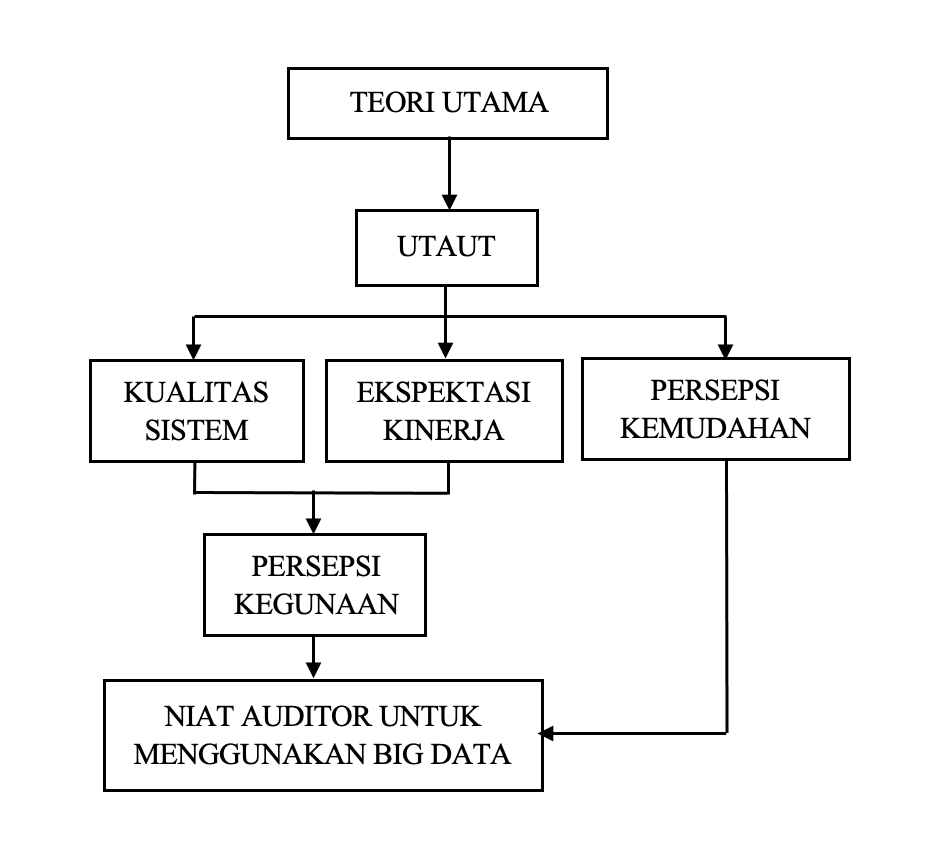 TEORI UTAMA
UTAUT
KUALITAS
SISTEM
EKSPEKTASI
KINERJA
PERSEPSI
KEMUDAHAN
PERSEPSI
KEGUNAAN
NIAT AUDITOR UNTUK
MENGGUNAKAN BIG DATA